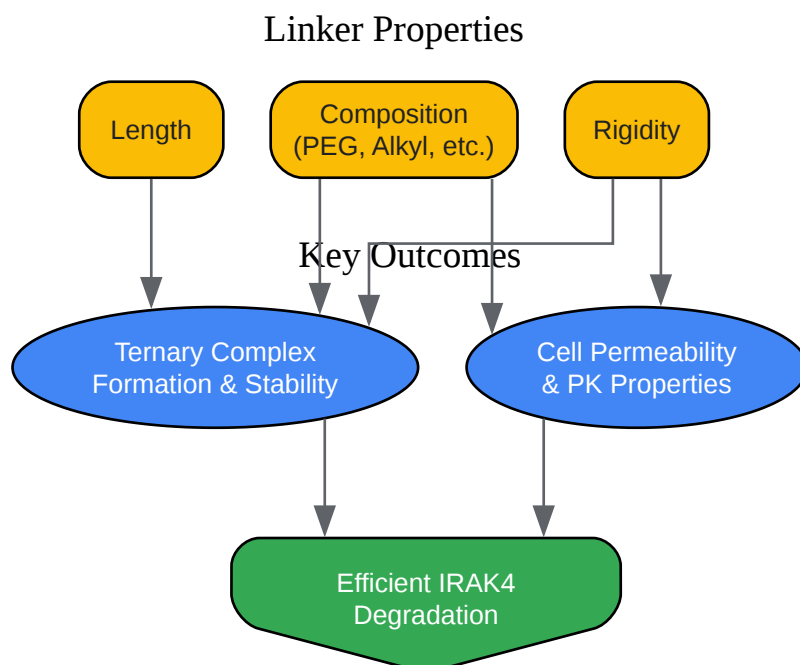 Linker Properties
Length
Composition
(PEG, Alkyl, etc.)
Rigidity
Key Outcomes
Ternary Complex
Formation & Stability
Cell Permeability
& PK Properties
Efficient IRAK4
Degradation